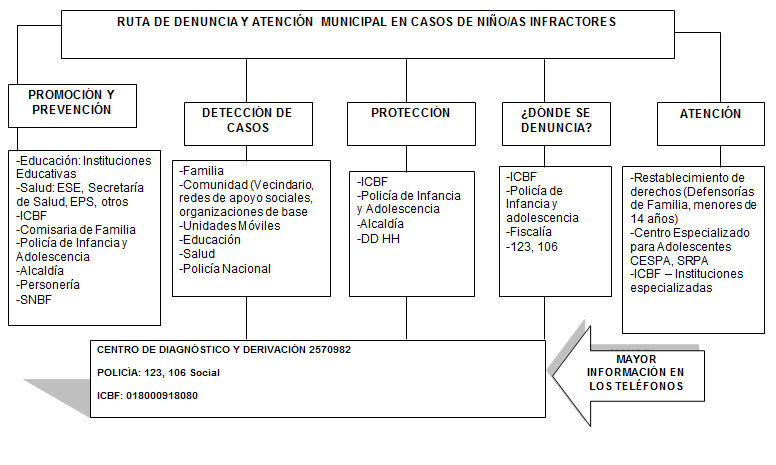 RUTA DE DENUNCIA Y ATENCIÓN MUNICIPAL EN CASOS DE NIÑO/AS INFRACTORES
PROMOCIÓN Y
PREVENCIÓN
-Educación: Instituciones
Educativas
-Salud: ESE, Secretaría
de Salud, EPS, otros
-ICBF
-Comisaria de Familia
-Policía de Infancia y
Adolescencia
-Alcaldía
-Personería
-SNBF
DETECCIÒN DE
CASOS
-Familia
-Comunidad (Vecindario,
redes de apoyo sociales,
organizaciones de base
-Unidades Móviles
-Educación
-Salud
-Policía Nacional
PROTECCIÓN
-ICBF
-Policía de Infancia
y Adolescencia
-Alcaldía
-DD HH
¿DÒNDE SE
DENUNCIA?
-ICBF
-Policía de
Infancia y
adolescencia
-Fiscalía
-123, 106
ATENCIÓN
-Restablecimiento de
derechos (Defensorías
de Familia, menores de
14 años)
-Centro Especializado
para Adolescentes
CESPA, SRPA
-ICBF – Instituciones
especializadas
CENTRO DE DIAGNÓSTICO Y DERIVACIÓN 2570982
POLICÌA: 123, 106 Social
ICBF: 018000918080
MAYOR
INFORMACIÓN EN
LOS TELÉFONOS